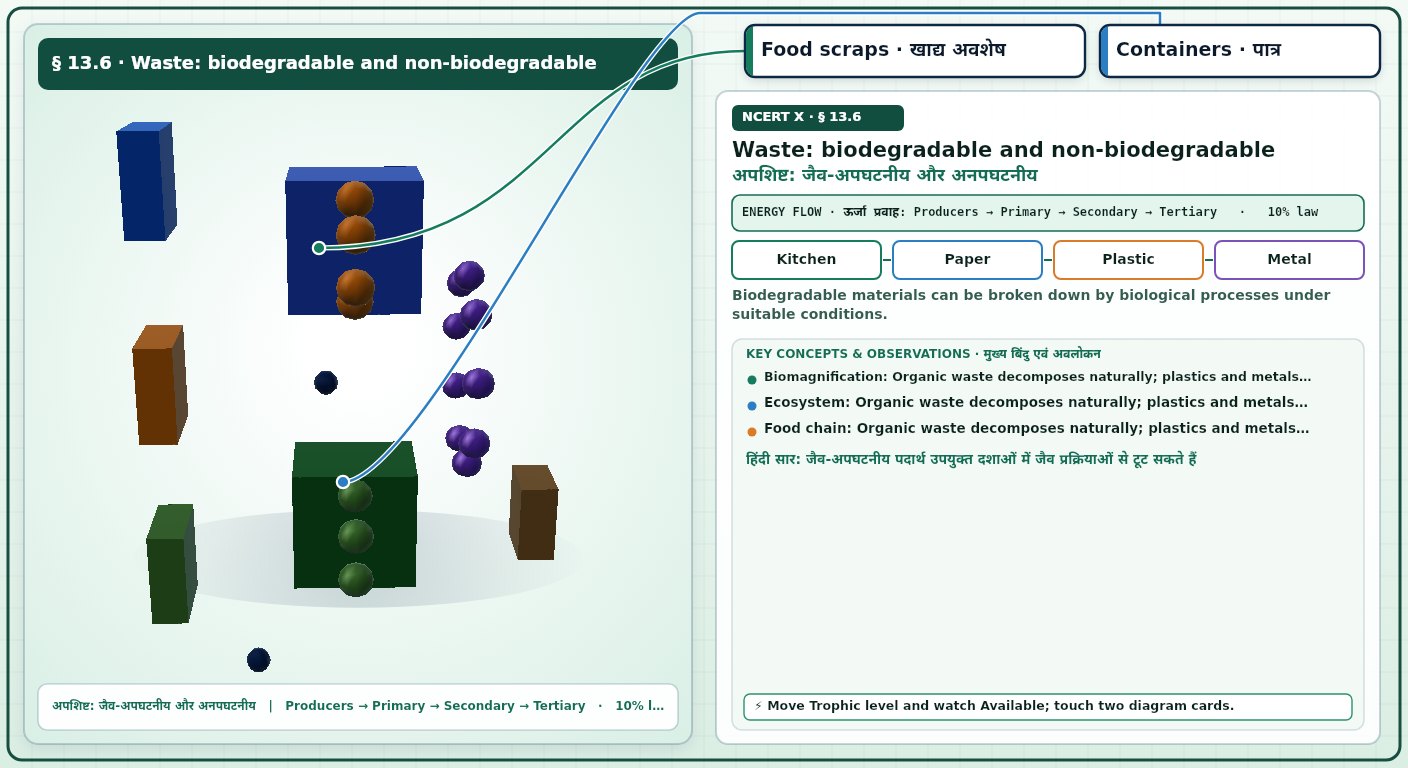 § 13.6 · Waste: biodegradable and non-biodegradable
Food scraps · खाद्य अवशेष
Containers · पात्र
NCERT X · § 13.6
Waste: biodegradable and non-biodegradable
अपशिष्ट: जैव-अपघटनीय और अनपघटनीय
ENERGY FLOW · ऊर्जा प्रवाह: Producers → Primary → Secondary → Tertiary · 10% law
Kitchen
Paper
Plastic
Metal
Biodegradable materials can be broken down by biological processes under
suitable conditions.
KEY CONCEPTS & OBSERVATIONS · मुख्य बिंदु एवं अवलोकन
Biomagnification: Organic waste decomposes naturally; plastics and metals…
Ecosystem: Organic waste decomposes naturally; plastics and metals…
Food chain: Organic waste decomposes naturally; plastics and metals…
हिंदी सार: जैव-अपघटनीय पदार्थ उपयुक्त दशाओं में जैव प्रक्रियाओं से टूट सकते हैं
⚡ Move Trophic level and watch Available; touch two diagram cards.
अपशिष्ट: जैव-अपघटनीय और अनपघटनीय | Producers → Primary → Secondary → Tertiary · 10% l…